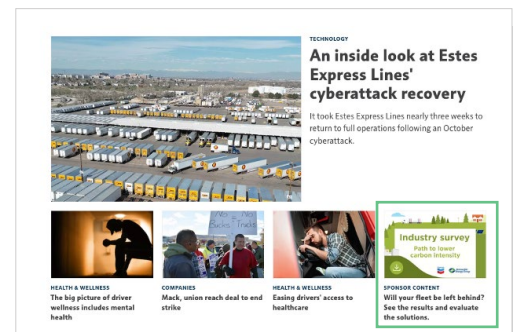 TECHNOLOGY
An inside look at Estes
Express Lines'
cyberattack recovery
It took Estes Express Lines nearly three weeks to
return to full operations following an October
cyberattack.
Industry survey
Path to lower
carbon intensity
HEALTH & WELLNESS
The big picture of driver
wellness includes mental
health
COMPANIES
Mack, union reach deal to end
strike
HEALTH & WELLNESS
Easing drivers' access to
healthcare
SPONSOR CONTENT
Will your fleet be left behind?
See the results and evaluate
the solutions.